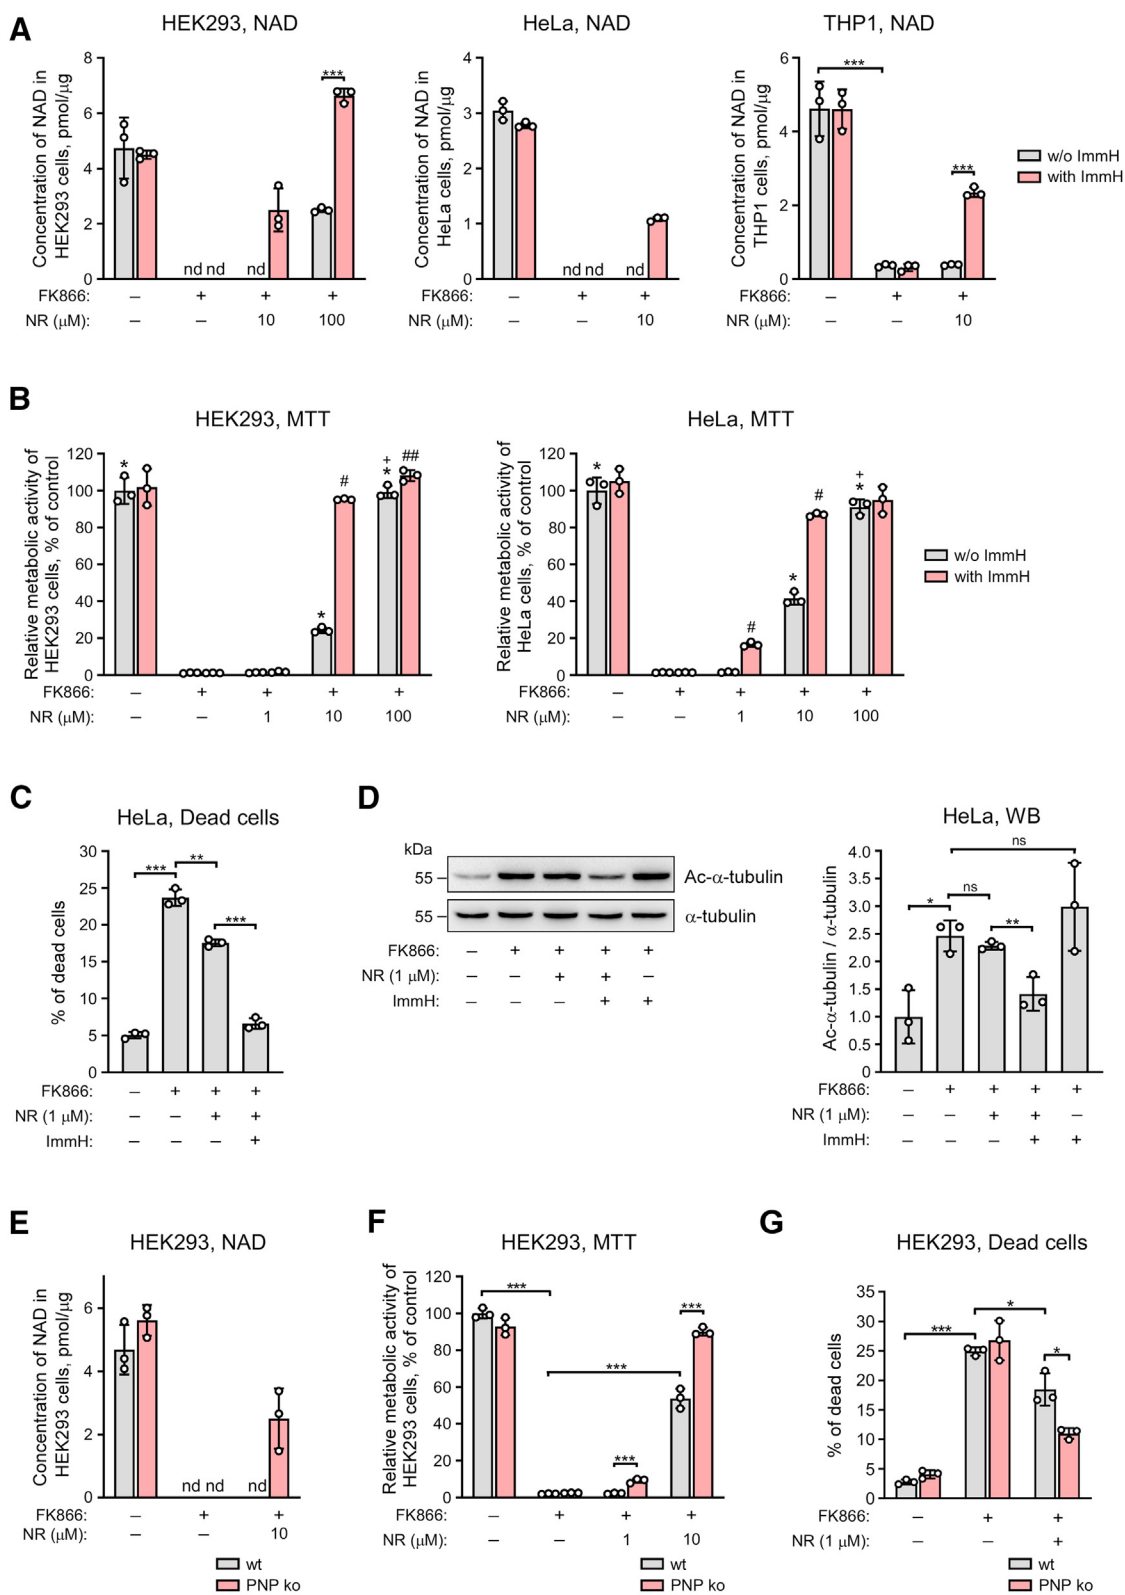 A
HEK293, NAD
HeLa, NAD
THP1, NAD
Concentration of NAD in
HEK293 cells, pmol/μg
8
6
4
2
0
***
nd nd
nd
FK866: – + + +
NR (μM): – – 10 100
Concentration of NAD in
HeLa cells, pmol/μg
4
3
2
1
0
nd nd
nd
FK866: – + +
NR (μM): – – 10
Concentration of NAD in
THP1 cells, pmol/μg
6
4
2
0
***
***
FK866: – + +
NR (μM): – – 10
w/o ImmH
with ImmH
B
HEK293, MTT
HeLa, MTT
Relative metabolic activity of
HEK293 cells, % of control
120
100
80
60
40
20
0
*
*
#
+
*
##
FK866: – + + + +
NR (μM): – – 1 10 100
Relative metabolic activity of
HeLa cells, % of control
120
100
80
60
40
20
0
*
#
*
#
+
*
FK866: – + + + +
NR (μM): – – 1 10 100
w/o ImmH
with ImmH
C
HeLa, Dead cells
% of dead cells
30
25
20
15
10
5
0
***
**
***
FK866: – + + +
NR (1 μM): – – + +
ImmH: – – – +
D
kDa
55
Ac-α-tubulin
55
α-tubulin
FK866: – + + + +
NR (1 μM): – – + + –
ImmH: – – – + +
HeLa, WB
Ac-α-tubulin / α-tubulin
4.0
3.5
3.0
2.5
2.0
1.5
1.0
0.5
0
ns
*
ns
**
FK866: – + + + +
NR (1 μM): – – + + –
ImmH: – – – + +
E
HEK293, NAD
Concentration of NAD in
HEK293 cells, pmol/μg
6
4
2
0
nd nd
nd
FK866: – + +
NR (μM): – – 10
wt
PNP ko
F
HEK293, MTT
Relative metabolic activity of
HEK293 cells, % of control
120
100
80
60
40
20
0
***
***
***
***
FK866: – + + +
NR (μM): – – 1 10
wt
PNP ko
G
HEK293, Dead cells
% of dead cells
35
30
25
20
15
10
5
0
***
*
*
FK866: – + +
NR (1 μM): – – +
wt
PNP ko